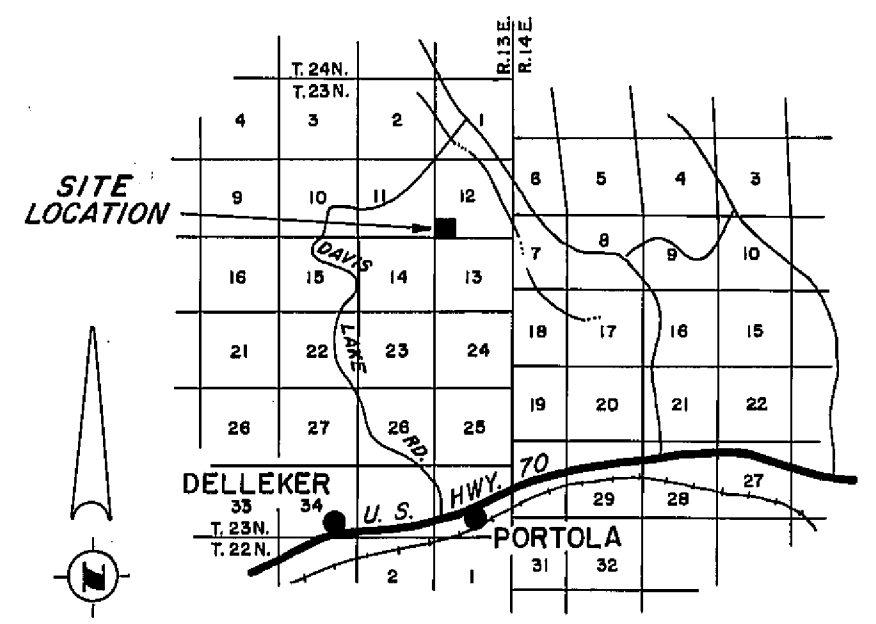 R.13E.
R.14E.
T. 24N.
T. 23N.
4 3 2 1
6 5 4 3
SITE
LOCATION
9 10 11 12
7 8 9 10
DAVIS
16 15 14 13
LAKE
18 17 16 15
21 22 23 24
19 20 21 22
26 27 26 25
RD.
DELLEKER
33 34
U. S. HWY. 70
29 28 27
T. 23N.
T. 22N.
PORTOLA
2 1 31 32
N